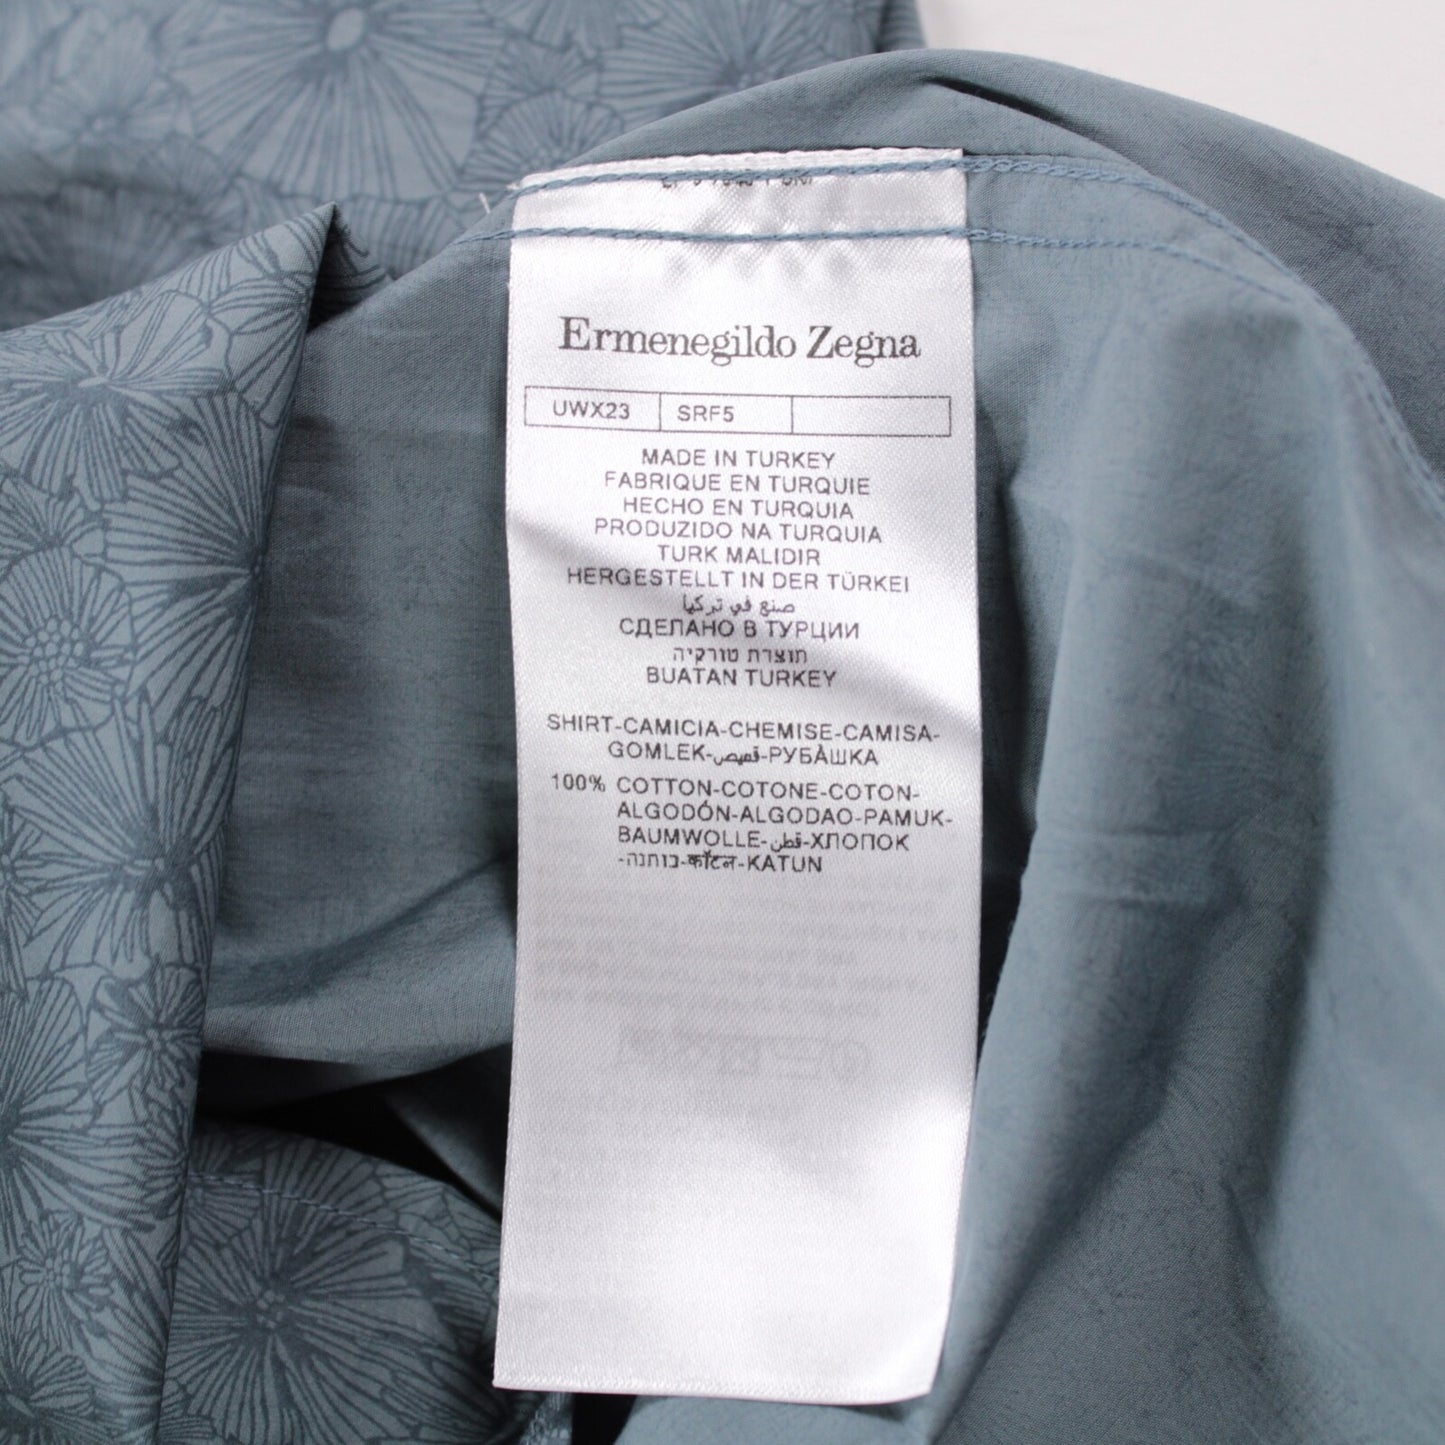 Ermenegildo Zegna
UWX23 SRF5
MADE IN TURKEY
FABRIQUE EN TURQUIE
HECHO EN TURQUIA
PRODUZIDO NA TURQUIA
TURK MALIDIR
HERGESTELLT IN DER TÜRKEI
صنع في تركيا
СДЕЛАНО В ТУРЦИИ
תוצרת טורקיה
BUATAN TURKEY
SHIRT-CAMICIA-CHEMISE-CAMISA-
GOMLEK-قميص-РУБАШКА
100% COTTON-COTONE-COTON-
ALGODÓN-ALGODAO-PAMUK-
BAUMWOLLE-قطن-ХЛОПОК
-כותנה-कॉटन-KATUN